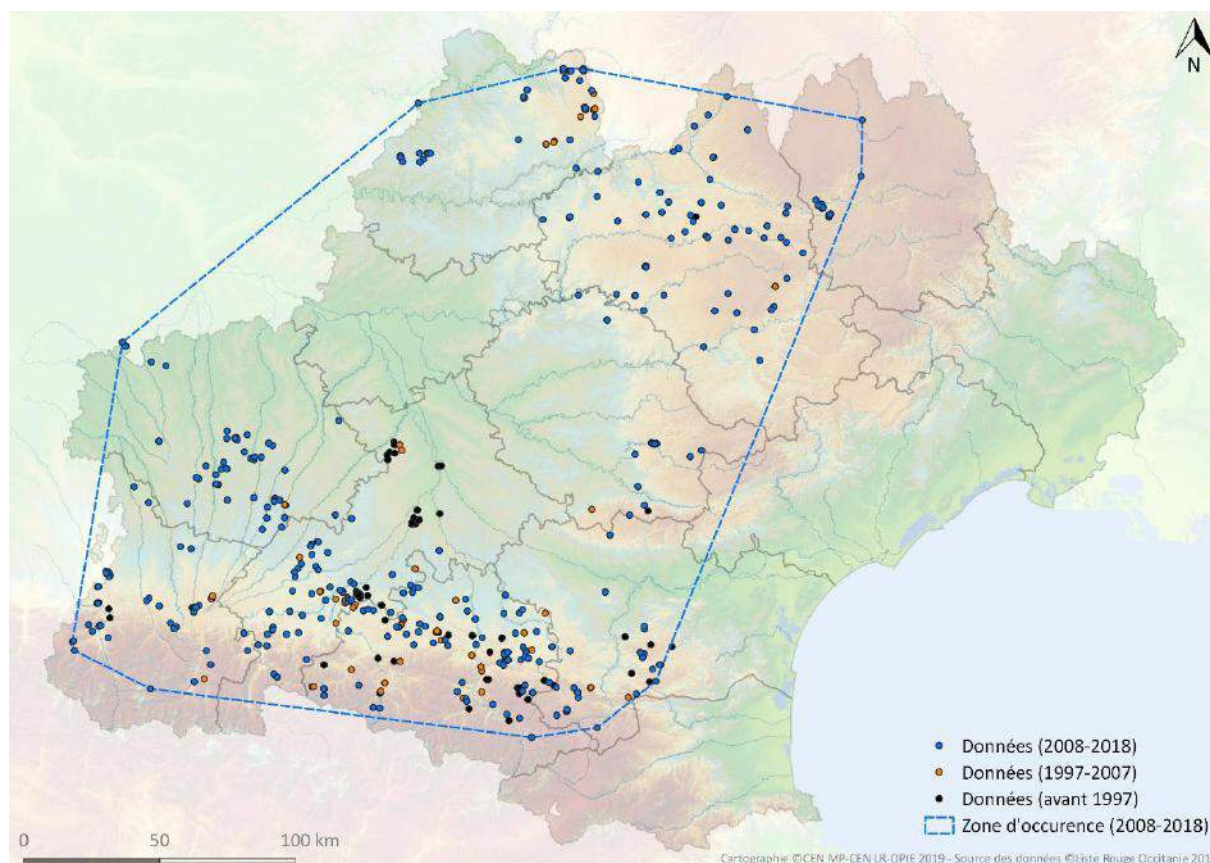 N
Données (2008-2018)
Données (1997-2007)
Données (avant 1997)
Zone d'occurence (2008-2018)
0 50 100 km
Cartographie ©CEN MP-CEN LR-OPIE 2019 - Source des données ©Liste Rouge Occitanie 201